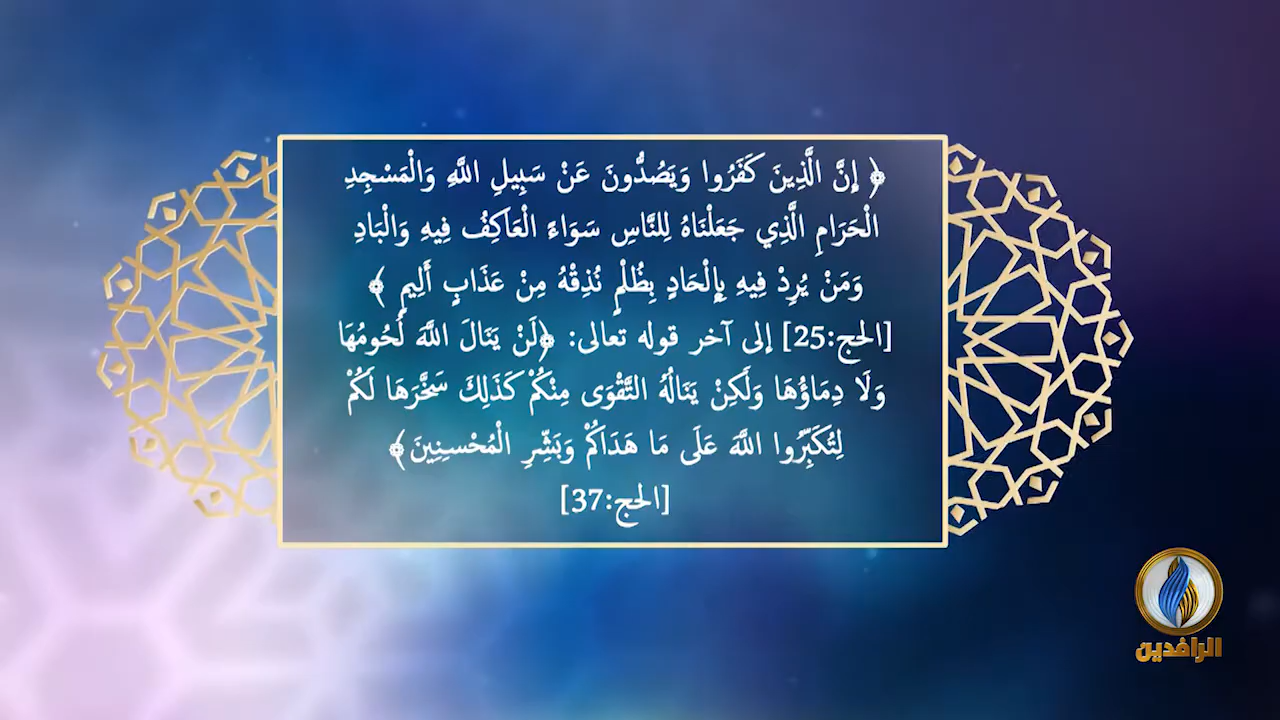 ﴿ إِنَّ الَّذِينَ كَفَرُوا وَيَصُدُّونَ عَنْ سَبِيلِ اللَّهِ وَالْمَسْجِدِ
الْحَرَامِ الَّذِي جَعَلْنَاهُ لِلنَّاسِ سَوَاءً الْعَاكِفُ فِيهِ وَالْبَادِ
وَمَنْ يُرِدْ فِيهِ بِإِلْحَادٍ بِظُلْمٍ نُذِقْهُ مِنْ عَذَابٍ أَلِيمٍ ﴾
[الحج:25] إلى آخر قوله تعالى: ﴿لَنْ يَنَالَ اللَّهَ لُحُومُهَا
وَلَا دِمَاؤُهَا وَلَكِنْ يَنَالُهُ التَّقْوَى مِنْكُمْ كَذَلِكَ سَخَّرَهَا لَكُمْ
لِتُكَبِّرُوا اللَّهَ عَلَى مَا هَدَاكُمْ وَبَشِّرِ الْمُحْسِنِينَ﴾
[الحج:37]
الرافدين